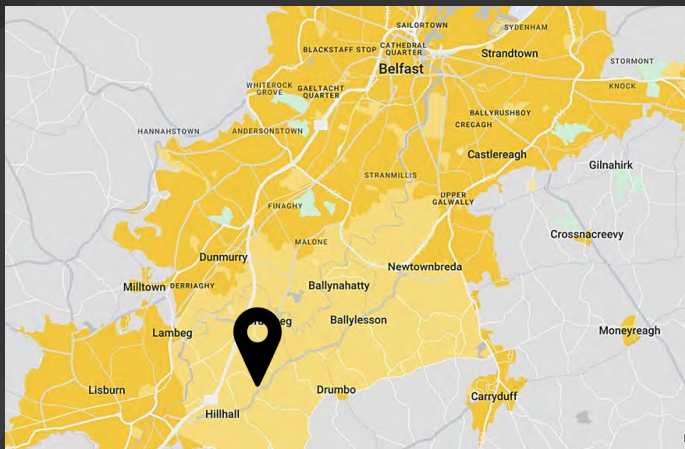 SAILORTOWN
SYDENHAM
BLACKSTAFF STOP
CATHEDRAL
QUARTER
Strandtown
Belfast
STORMONT
WHITEROCK
GROVE
GAELTACHT
QUARTER
KNOCK
BALLYRUSHBOY
HANNAHSTOWN
ANDERSONSTOWN
CREGAGH
Castlereagh
Gilnahirk
STRANMILLIS
UPPER
GALWALLY
FINAGHY
Crossnacreevy
MALONE
Dunmurry
Newtownbreda
Milltown
DERRIAGHY
Ballynahatty
Ballylesson
Lambeg
Moneyreagh
Lisburn
Drumbo
Carryduff
Hillhall